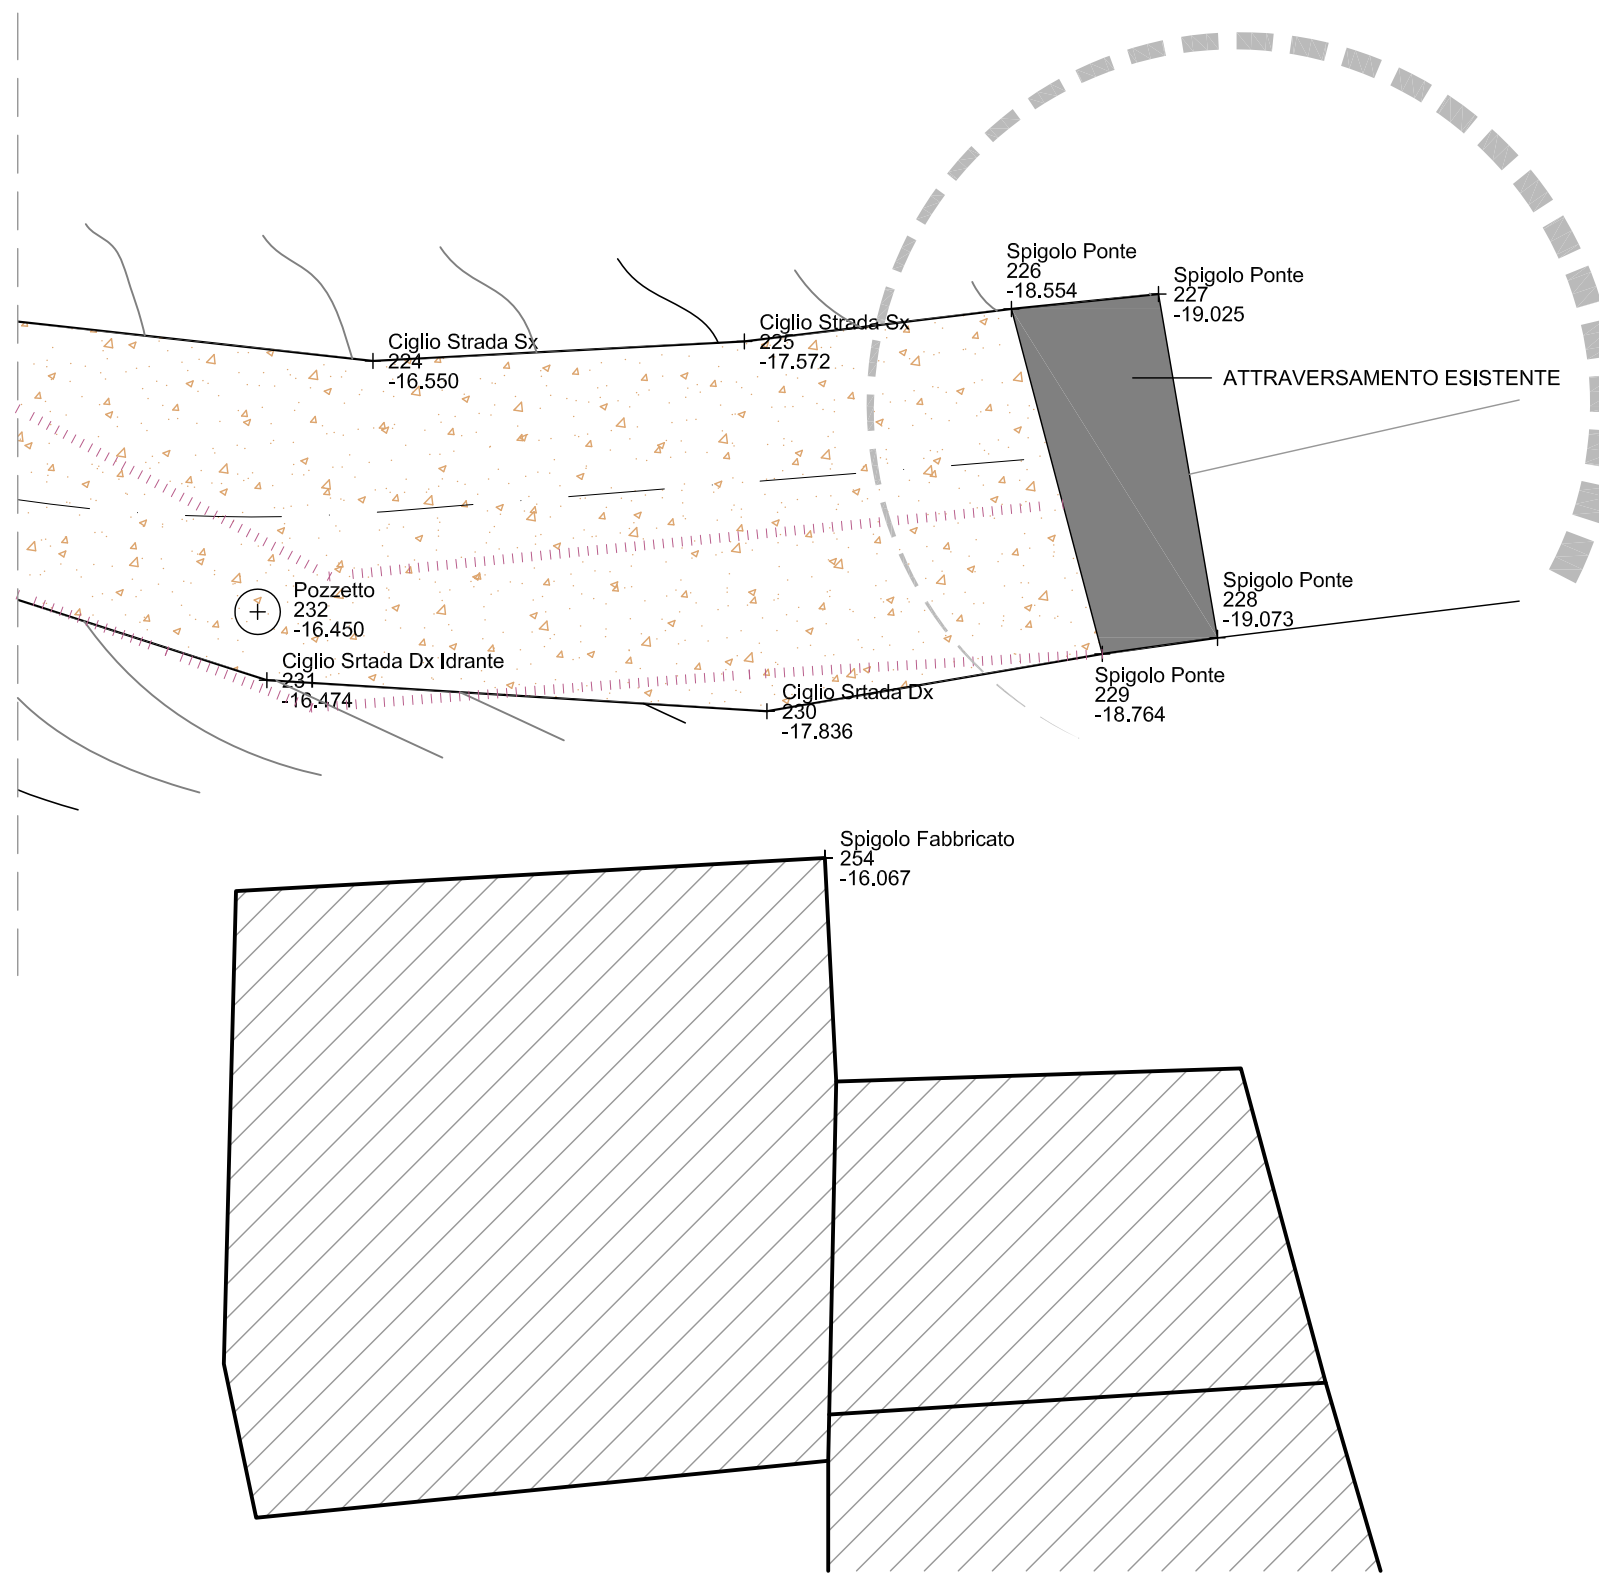 Spigolo Ponte
226
-18.554
Spigolo Ponte
227
-19.025
Ciglio Strada Sx
224
-16.550
Ciglio Strada Sx
225
-17.572
ATTRAVERSAMENTO ESISTENTE
Pozzetto
232
-16.450
Spigolo Ponte
228
-19.073
Ciglio Srtada Dx Idrante
231
-16.474
Ciglio Srtada Dx
230
-17.836
Spigolo Ponte
229
-18.764
Spigolo Fabbricato
254
-16.067